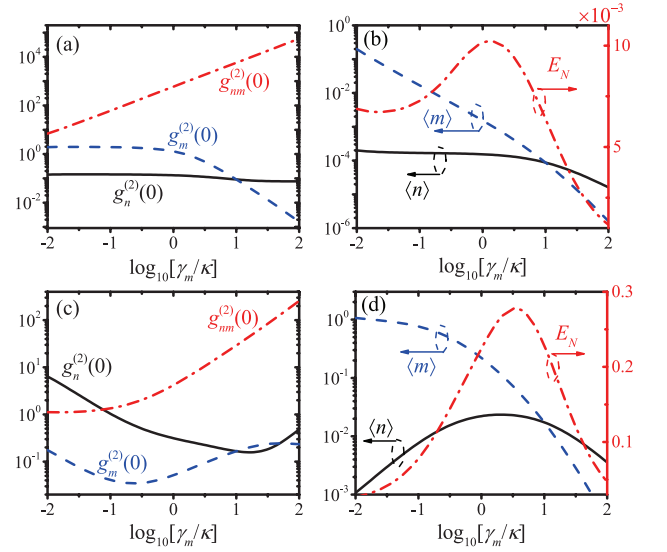 (a)
10^4
10^2
10^0
10^-2
g_nm^(2)(0)
g_m^(2)(0)
g_n^(2)(0)
-2 -1 0 1 2
log_10[γ_m/κ]
(b)
×10^-3
10^0
10^-2
10^-4
10^-6
10
5
E_N
⟨m⟩
⟨n⟩
-2 -1 0 1 2
log_10[γ_m/κ]
(c)
10^2
10^1
10^0
10^-1
g_nm^(2)(0)
g_n^(2)(0)
g_m^(2)(0)
-2 -1 0 1 2
log_10[γ_m/κ]
(d)
10^0
10^-1
10^-2
10^-3
0.3
0.2
0.1
E_N
⟨m⟩
⟨n⟩
-2 -1 0 1 2
log_10[γ_m/κ]